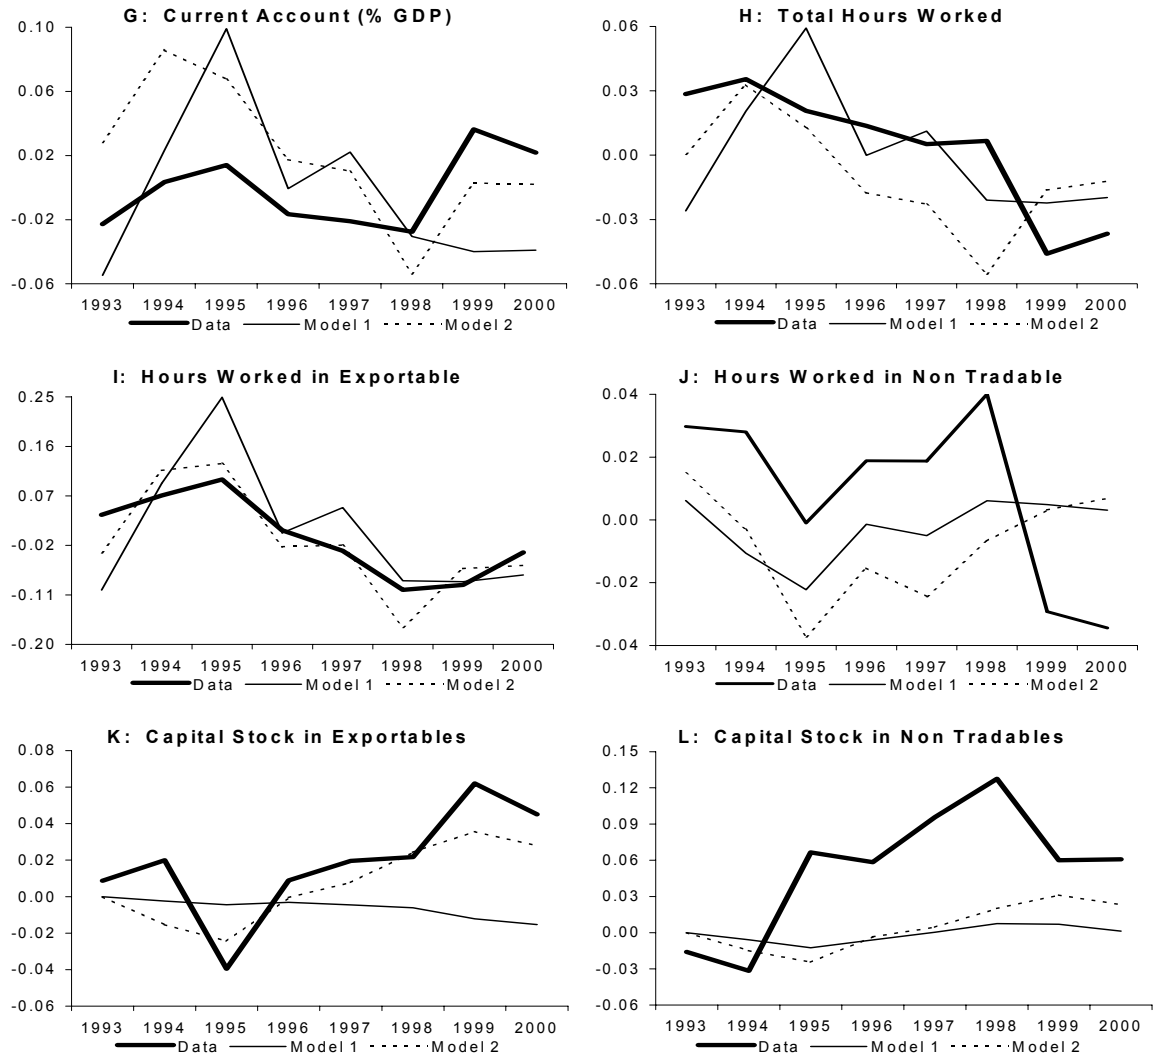 G: Current Account (% GDP)
0.10
0.06
0.02
-0.02
-0.06
1993 1994 1995 1996 1997 1998 1999 2000
Data Model 1 Model 2
H: Total Hours Worked
0.06
0.03
0.00
-0.03
-0.06
1993 1994 1995 1996 1997 1998 1999 2000
Data Model 1 Model 2
I: Hours Worked in Exportable
0.25
0.16
0.07
-0.02
-0.11
-0.20
1993 1994 1995 1996 1997 1998 1999 2000
Data Model 1 Model 2
J: Hours Worked in Non Tradable
0.04
0.02
0.00
-0.02
-0.04
1993 1994 1995 1996 1997 1998 1999 2000
Data Model 1 Model 2
K: Capital Stock in Exportables
0.08
0.06
0.04
0.02
0.00
-0.02
-0.04
-0.06
1993 1994 1995 1996 1997 1998 1999 2000
Data Model 1 Model 2
L: Capital Stock in Non Tradables
0.15
0.12
0.09
0.06
0.03
0.00
-0.03
-0.06
1993 1994 1995 1996 1997 1998 1999 2000
Data Model 1 Model 2